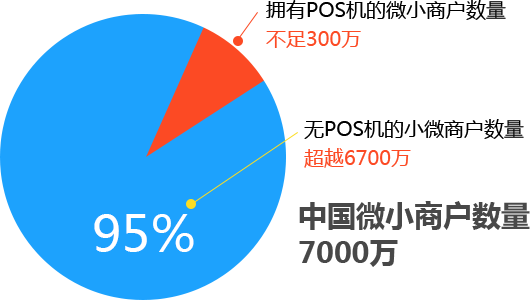 拥有POS机的微小商户数量
不足300万
无POS机的小微商户数量
超越6700万
95%
中国微小商户数量
7000万